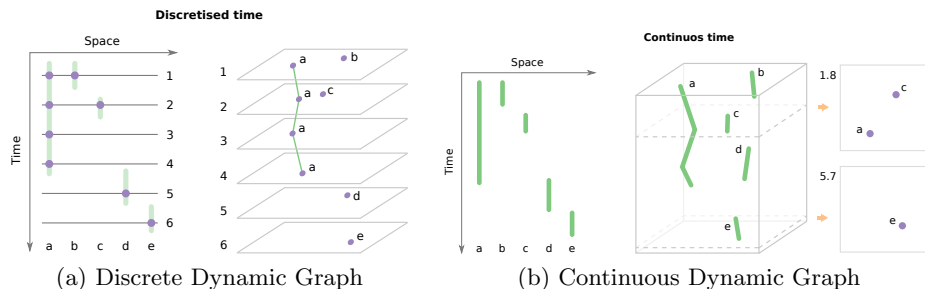 Discretised time
Space
Time
1
2
3
4
5
6
a b c d e
1
2
3
4
5
6
a
b
a
c
a
a
d
e
(a) Discrete Dynamic Graph
Continuos time
Space
Time
a b c d e
a
b
c
d
e
1.8
c
a
5.7
e
(b) Continuous Dynamic Graph